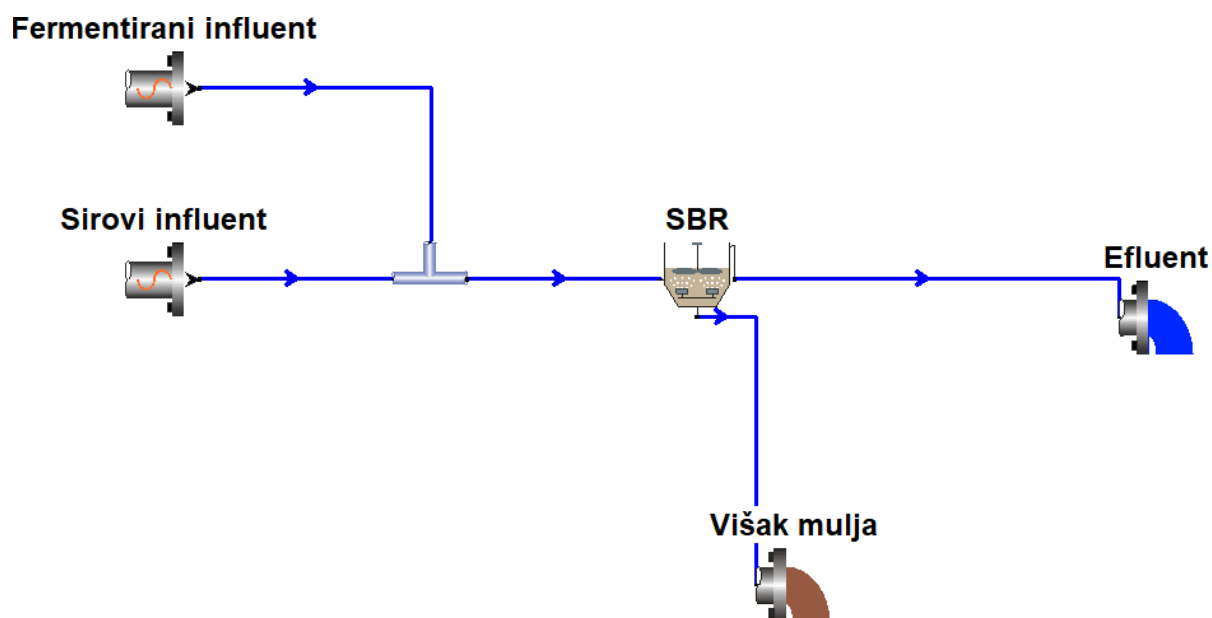 Fermentirani influent
Sirovi influent
SBR
Efluent
Višak mulja